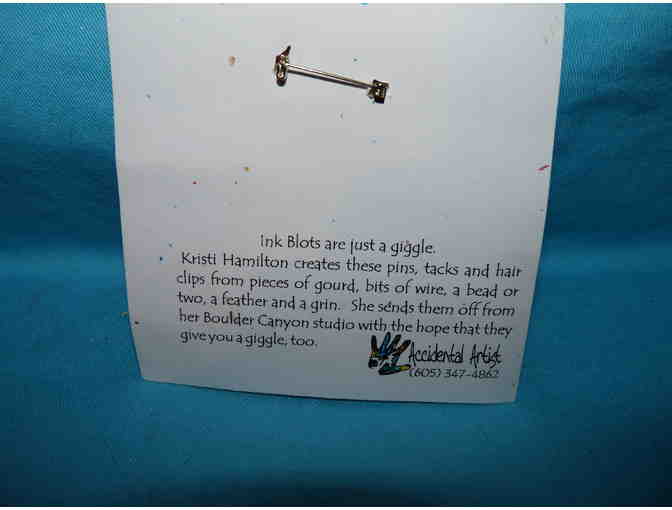 Ink Blots are just a giggle.
Kristi Hamilton creates these pins, tacks and hair
clips from pieces of gourd, bits of wire, a bead or
two, a feather and a grin. She sends them off from
her Boulder Canyon studio with the hope that they
give you a giggle, too.
Accidental Artist
(605) 347-4862